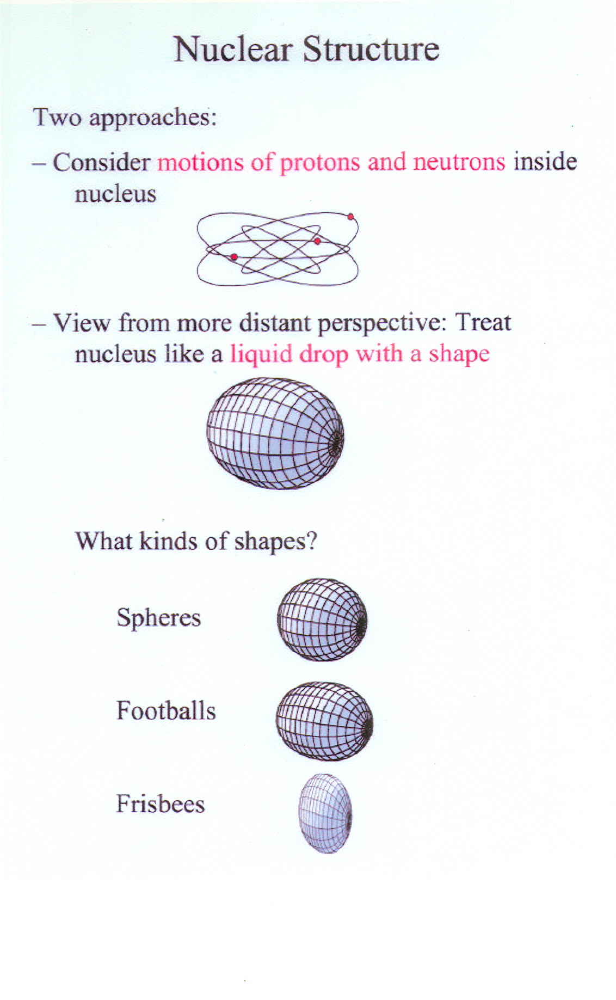 Nuclear Structure
Two approaches:
– Consider motions of protons and neutrons inside
nucleus
– View from more distant perspective: Treat
nucleus like a liquid drop with a shape
What kinds of shapes?
Spheres
Footballs
Frisbees